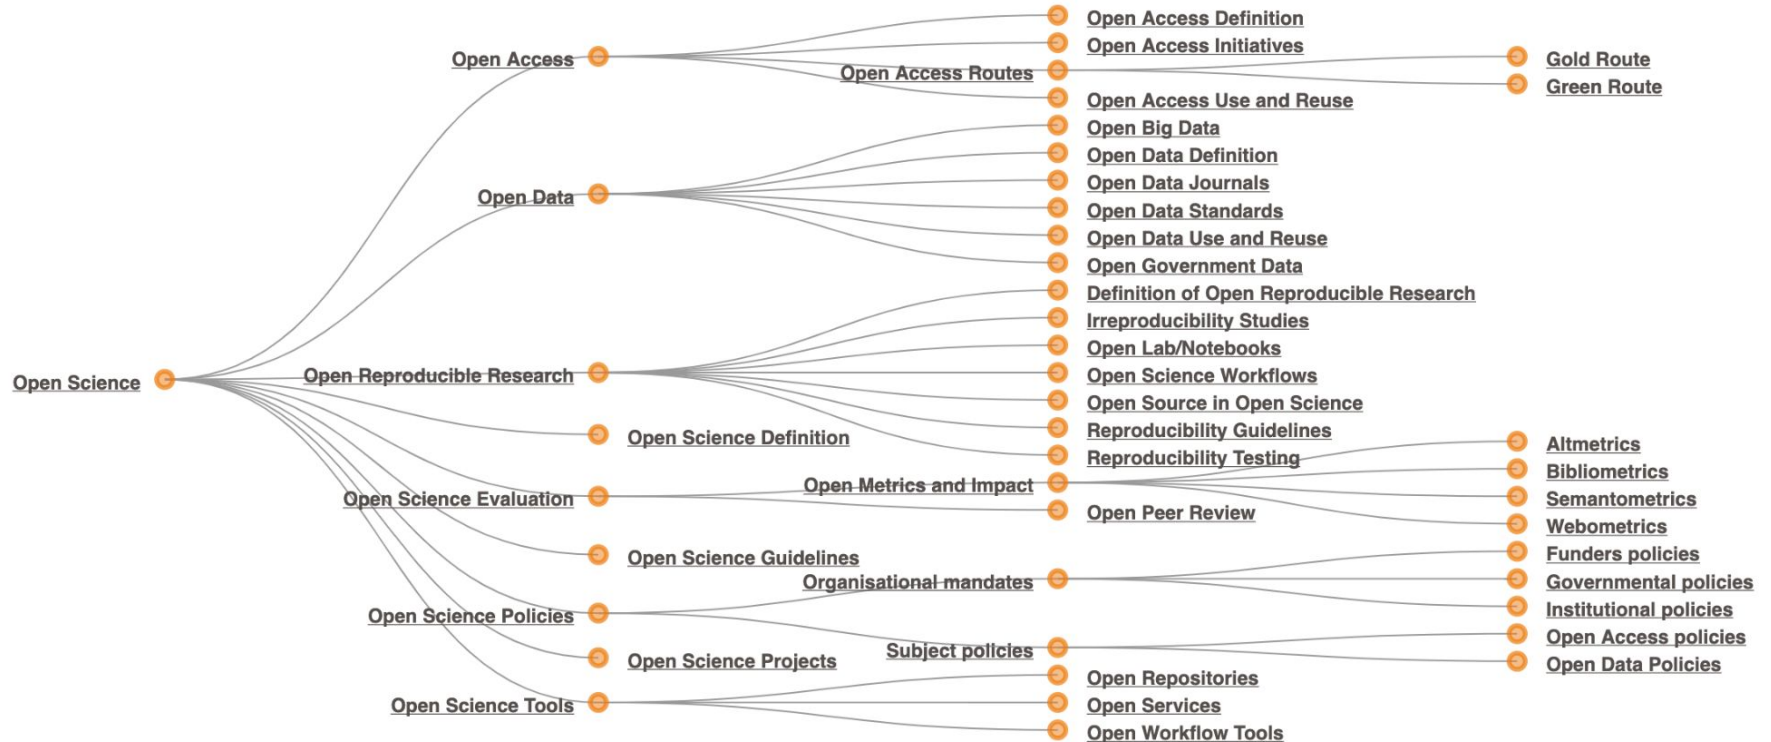 Open Science
Open Access
Open Access Definition
Open Access Initiatives
Open Access Routes
Gold Route
Green Route
Open Access Use and Reuse
Open Data
Open Big Data
Open Data Definition
Open Data Journals
Open Data Standards
Open Data Use and Reuse
Open Government Data
Open Reproducible Research
Definition of Open Reproducible Research
Irreproducibility Studies
Open Lab/Notebooks
Open Science Workflows
Open Source in Open Science
Reproducibility Guidelines
Reproducibility Testing
Open Science Definition
Open Science Evaluation
Open Metrics and Impact
Altmetrics
Bibliometrics
Semantometrics
Webometrics
Open Peer Review
Open Science Guidelines
Open Science Policies
Organisational mandates
Funders policies
Governmental policies
Institutional policies
Subject policies
Open Access policies
Open Data Policies
Open Science Projects
Open Science Tools
Open Repositories
Open Services
Open Workflow Tools